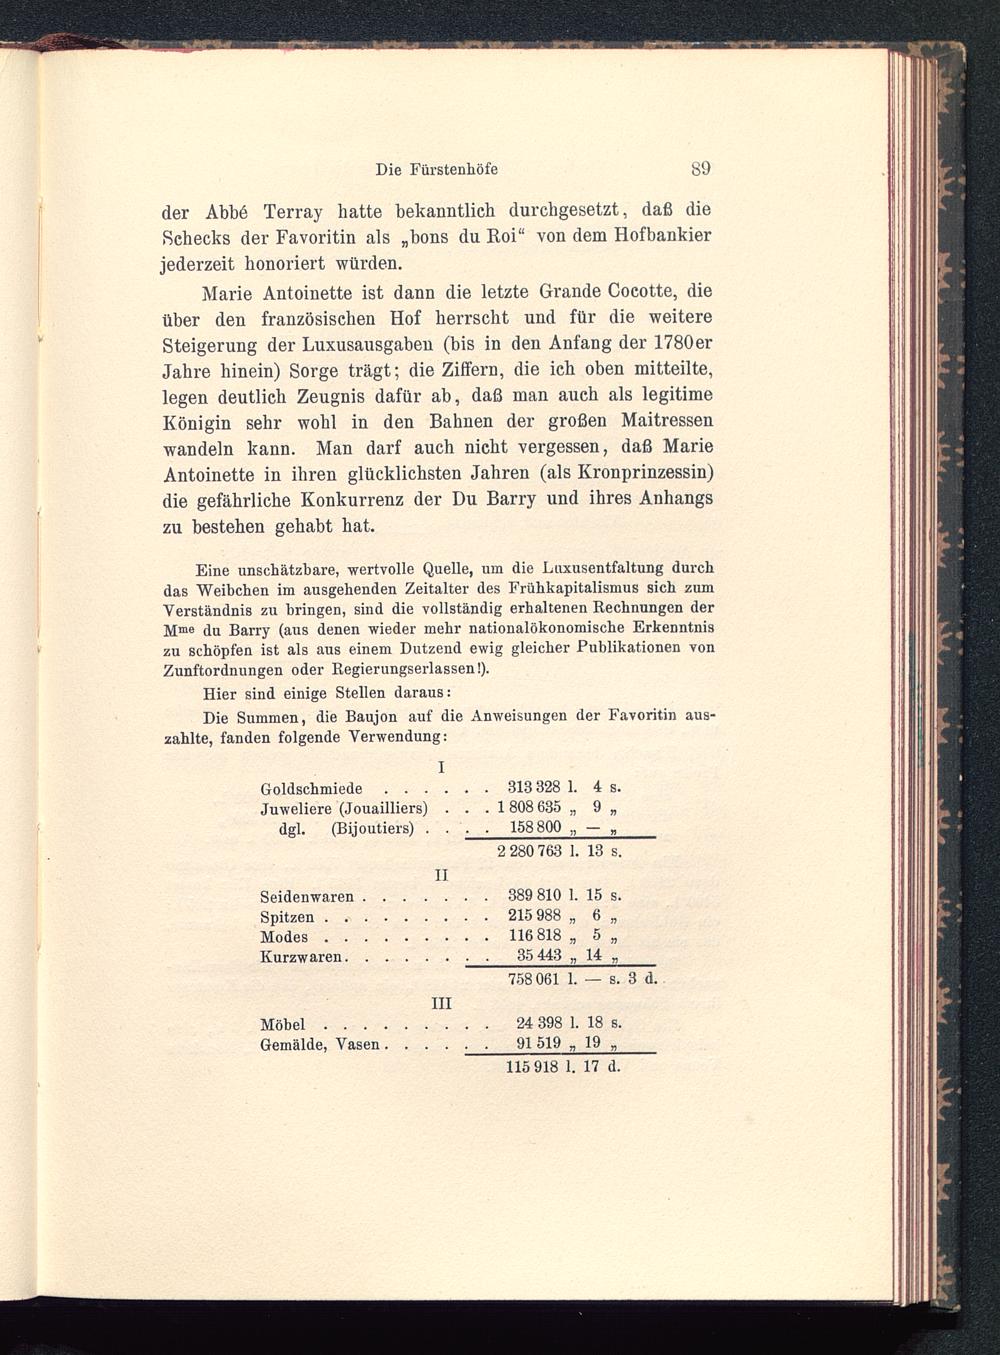 Die Fürstenhöfe 89
der Abbé Terray hatte bekanntlich durchgesetzt, daß die
Schecks der Favoritin als „bons du Roi“ von dem Hofbankier
jederzeit honoriert würden.
Marie Antoinette ist dann die letzte Grande Cocotte, die
über den französischen Hof herrscht und für die weitere
Steigerung der Luxusausgaben (bis in den Anfang der 1780er
Jahre hinein) Sorge trägt; die Ziffern, die ich oben mitteilte,
legen deutlich Zeugnis dafür ab, daß man auch als legitime
Königin sehr wohl in den Bahnen der großen Maitressen
wandeln kann. Man darf auch nicht vergessen, daß Marie
Antoinette in ihren glücklichsten Jahren (als Kronprinzessin)
die gefährliche Konkurrenz der Du Barry und ihres Anhangs
zu bestehen gehabt hat.
Eine unschätzbare, wertvolle Quelle, um die Luxusentfaltung durch
das Weibchen im ausgehenden Zeitalter des Frühkapitalismus sich zum
Verständnis zu bringen, sind die vollständig erhaltenen Rechnungen der
Mme du Barry (aus denen wieder mehr nationalökonomische Erkenntnis
zu schöpfen ist als aus einem Dutzend ewig gleicher Publikationen von
Zunftordnungen oder Regierungserlassen!).
Hier sind einige Stellen daraus:
Die Summen, die Baujon auf die Anweisungen der Favoritin aus-
zahlte, fanden folgende Verwendung:
I
Goldschmiede . . . . . . 313 328 l. 4 s.
Juweliere (Jouailliers) . . . 1 808 635 „ 9 „
dgl. (Bijoutiers) . . . . 158 800 „ — „
2 280 763 l. 13 s.
II
Seidenwaren . . . . . . . 389 810 l. 15 s.
Spitzen . . . . . . . . . 215 988 „ 6 „
Modes . . . . . . . . . 116 818 „ 5 „
Kurzwaren. . . . . . . . 35 443 „ 14 „
758 061 l. — s. 3 d.
III
Möbel . . . . . . . . . 24 398 l. 18 s.
Gemälde, Vasen . . . . . . 91 519 „ 19 „
115 918 l. 17 d.